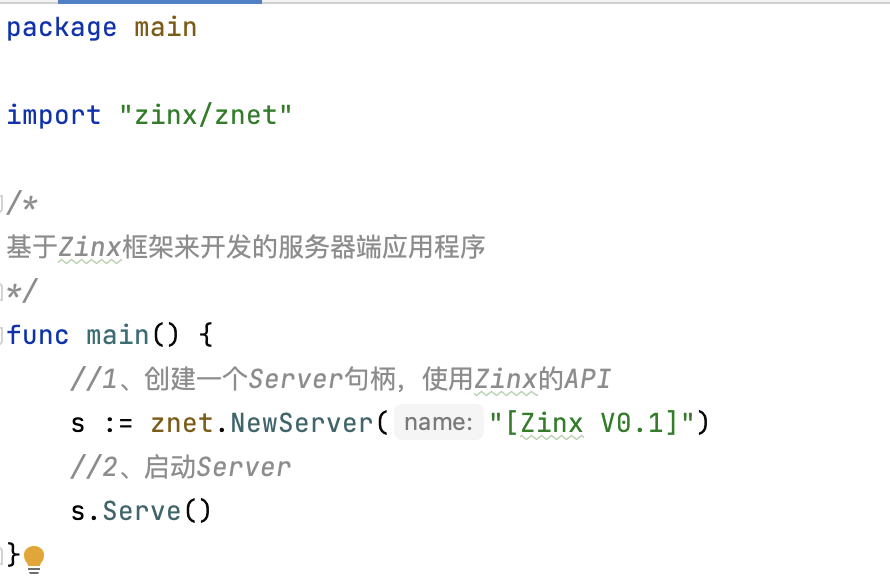 package main
import "zinx/znet"
/*
基于Zinx框架来开发的服务器端应用程序
*/
func main() {
//1、创建一个Server句柄，使用Zinx的API
s := znet.NewServer( name: "[Zinx V0.1]")
//2、启动Server
s.Serve()
}